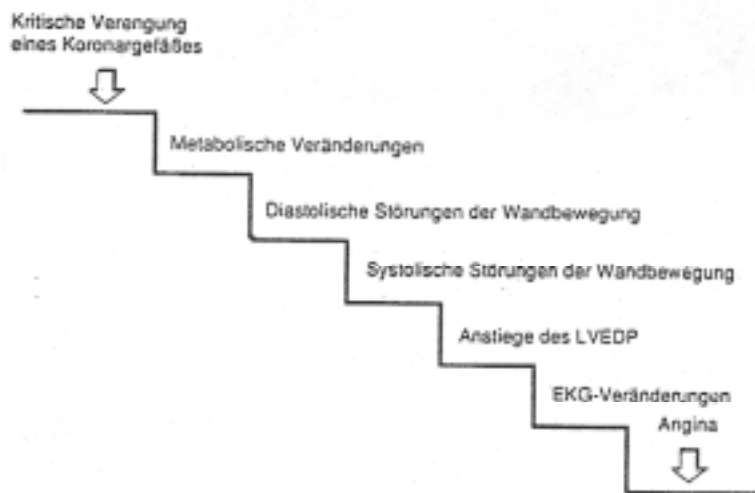 Kritische Verengung
eines Koronargefäßes
Metabolische Veränderungen
Diastolische Störungen der Wandbewegung
Systolische Störungen der Wandbewegung
Anstiege des LVEDP
EKG-Veränderungen
Angina